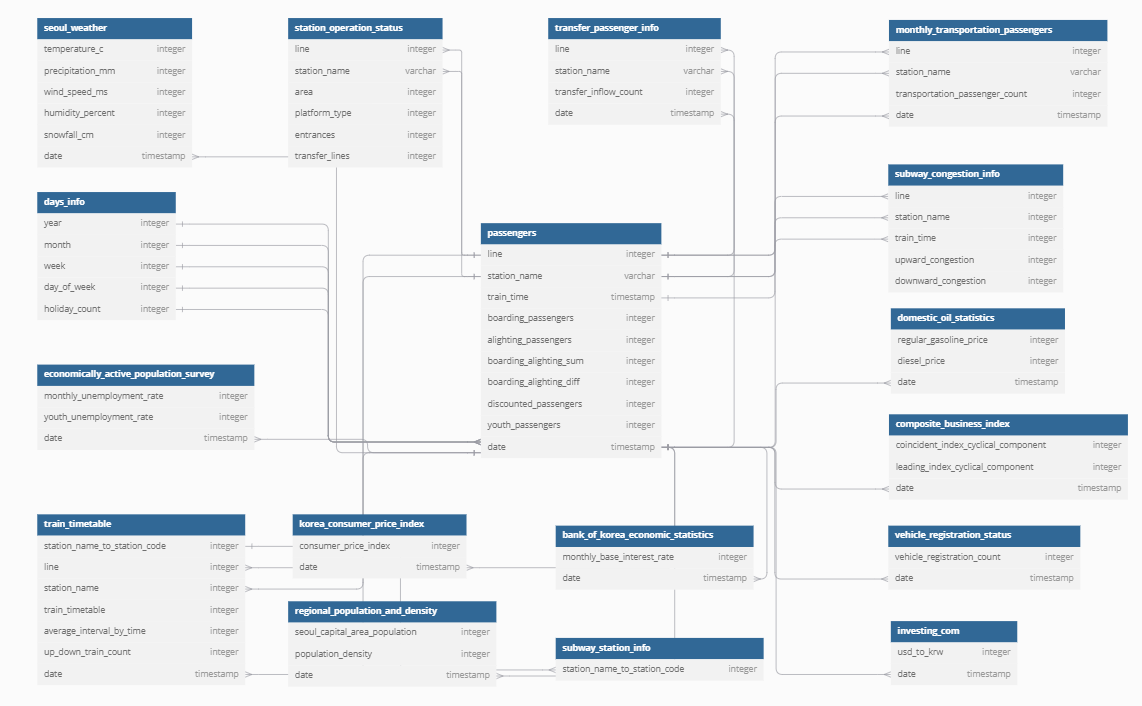 seoul_weather
temperature_c integer
precipitation_mm integer
wind_speed_ms integer
humidity_percent integer
snowfall_cm integer
date timestamp
station_operation_status
line integer
station_name varchar
area integer
platform_type integer
entrances integer
transfer_lines integer
transfer_passenger_info
line integer
station_name varchar
transfer_inflow_count integer
date timestamp
monthly_transportation_passengers
line integer
station_name varchar
transportation_passenger_count integer
date timestamp
days_info
year integer
month integer
week integer
day_of_week integer
holiday_count integer
passengers
line integer
station_name varchar
train_time timestamp
boarding_passengers integer
alighting_passengers integer
boarding_alighting_sum integer
boarding_alighting_diff integer
discounted_passengers integer
youth_passengers integer
date timestamp
subway_congestion_info
line integer
station_name integer
train_time integer
upward_congestion integer
downward_congestion integer
domestic_oil_statistics
regular_gasoline_price integer
diesel_price integer
date timestamp
economically_active_population_survey
monthly_unemployment_rate integer
youth_unemployment_rate integer
date timestamp
composite_business_index
coincident_index_cyclical_component integer
leading_index_cyclical_component integer
date timestamp
train_timetable
station_name_to_station_code integer
line integer
station_name integer
train_timetable integer
average_interval_by_time integer
up_down_train_count integer
date timestamp
korea_consumer_price_index
consumer_price_index integer
date timestamp
bank_of_korea_economic_statistics
monthly_base_interest_rate integer
date timestamp
vehicle_registration_status
vehicle_registration_count integer
date timestamp
regional_population_and_density
seoul_capital_area_population integer
population_density integer
date timestamp
subway_station_info
station_name_to_station_code integer
investing_com
usd_to_krw integer
date timestamp